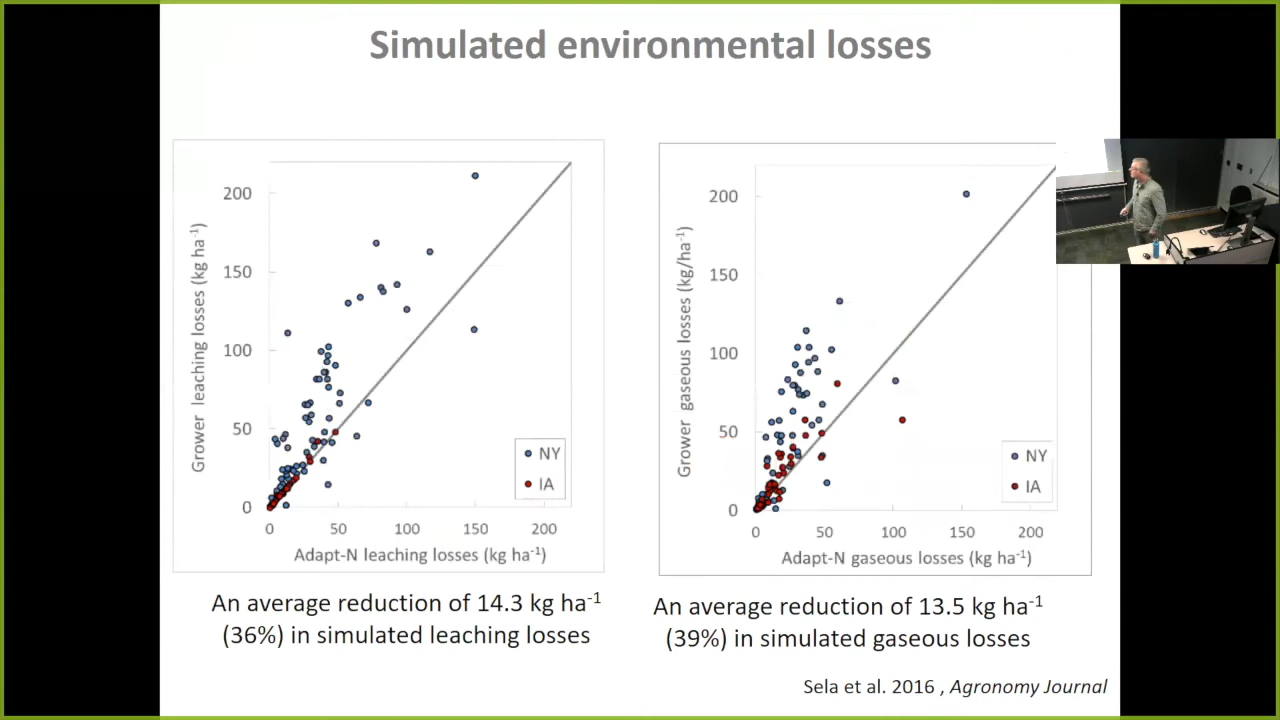 Simulated environmental losses
Grower leaching losses (kg ha⁻¹)
200
150
100
50
0
0 50 100 150 200
Adapt-N leaching losses (kg ha⁻¹)
NY
IA
Grower gaseous losses (kg/ha⁻¹)
200
150
100
50
0
0 50 100 150 200
Adapt-N gaseous losses (kg ha⁻¹)
NY
IA
An average reduction of 14.3 kg ha⁻¹
(36%) in simulated leaching losses
An average reduction of 13.5 kg ha⁻¹
(39%) in simulated gaseous losses
Sela et al. 2016 , Agronomy Journal